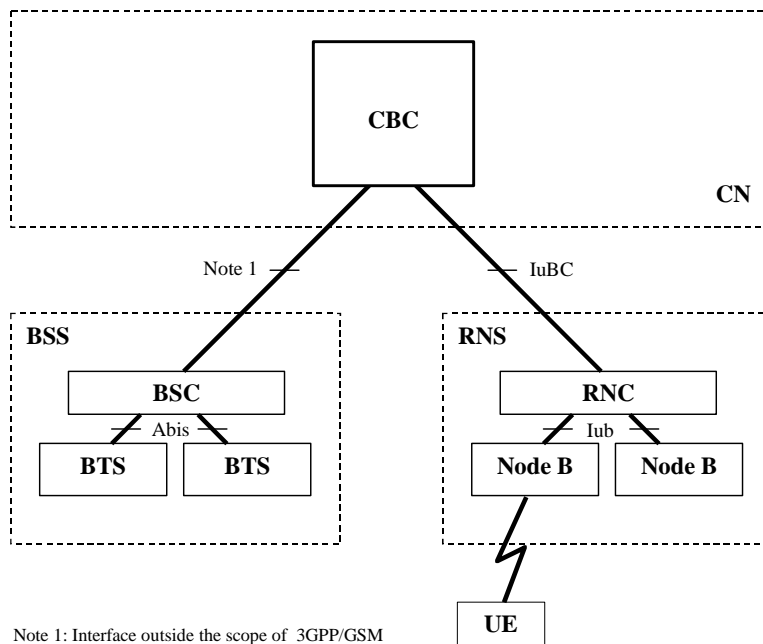 CBC
CN
Note 1
IuBC
BSS
RNS
BSC
RNC
Abis
Iub
BTS
BTS
Node B
Node B
UE
Note 1: Interface outside the scope of 3GPP/GSM